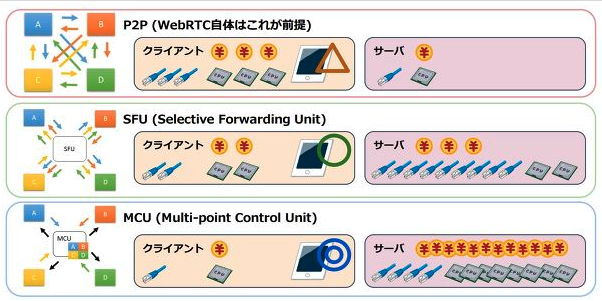 P2P (WebRTC自体はこれが前提)
A
B
C
D
クライアント ¥ ¥ ¥
CPU CPU CPU
サーバ ¥
CPU
SFU (Selective Forwarding Unit)
A
B
SFU
C
D
クライアント ¥ ¥
CPU CPU
サーバ ¥ ¥ ¥
CPU CPU
MCU (Multi-point Control Unit)
A
B
MCU
A B
C D
C
D
クライアント ¥
CPU
サーバ ¥ ¥ ¥ ¥ ¥ ¥ ¥ ¥ ¥ ¥ ¥ ¥
CPU CPU CPU CPU CPU CPU CPU